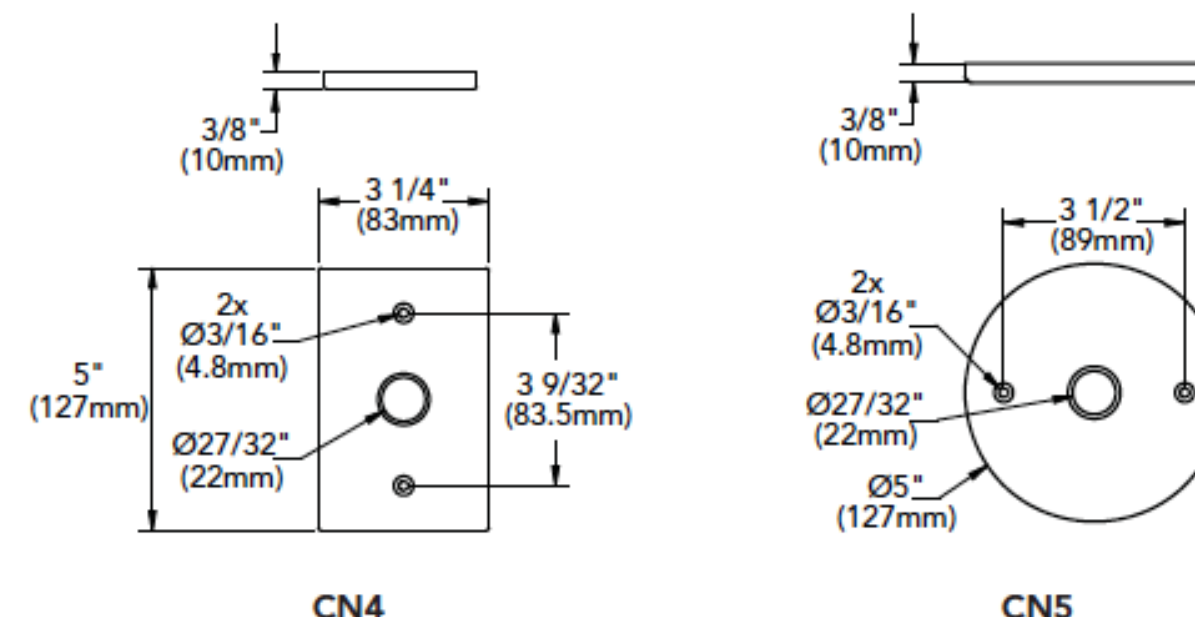 3/8"
(10mm)
3 1/4"
(83mm)
2x
Ø3/16"
(4.8mm)
5"
(127mm)
3 9/32"
(83.5mm)
Ø27/32"
(22mm)
CN4
3/8"
(10mm)
3 1/2"
(89mm)
2x
Ø3/16"
(4.8mm)
Ø27/32"
(22mm)
Ø5"
(127mm)
CN5